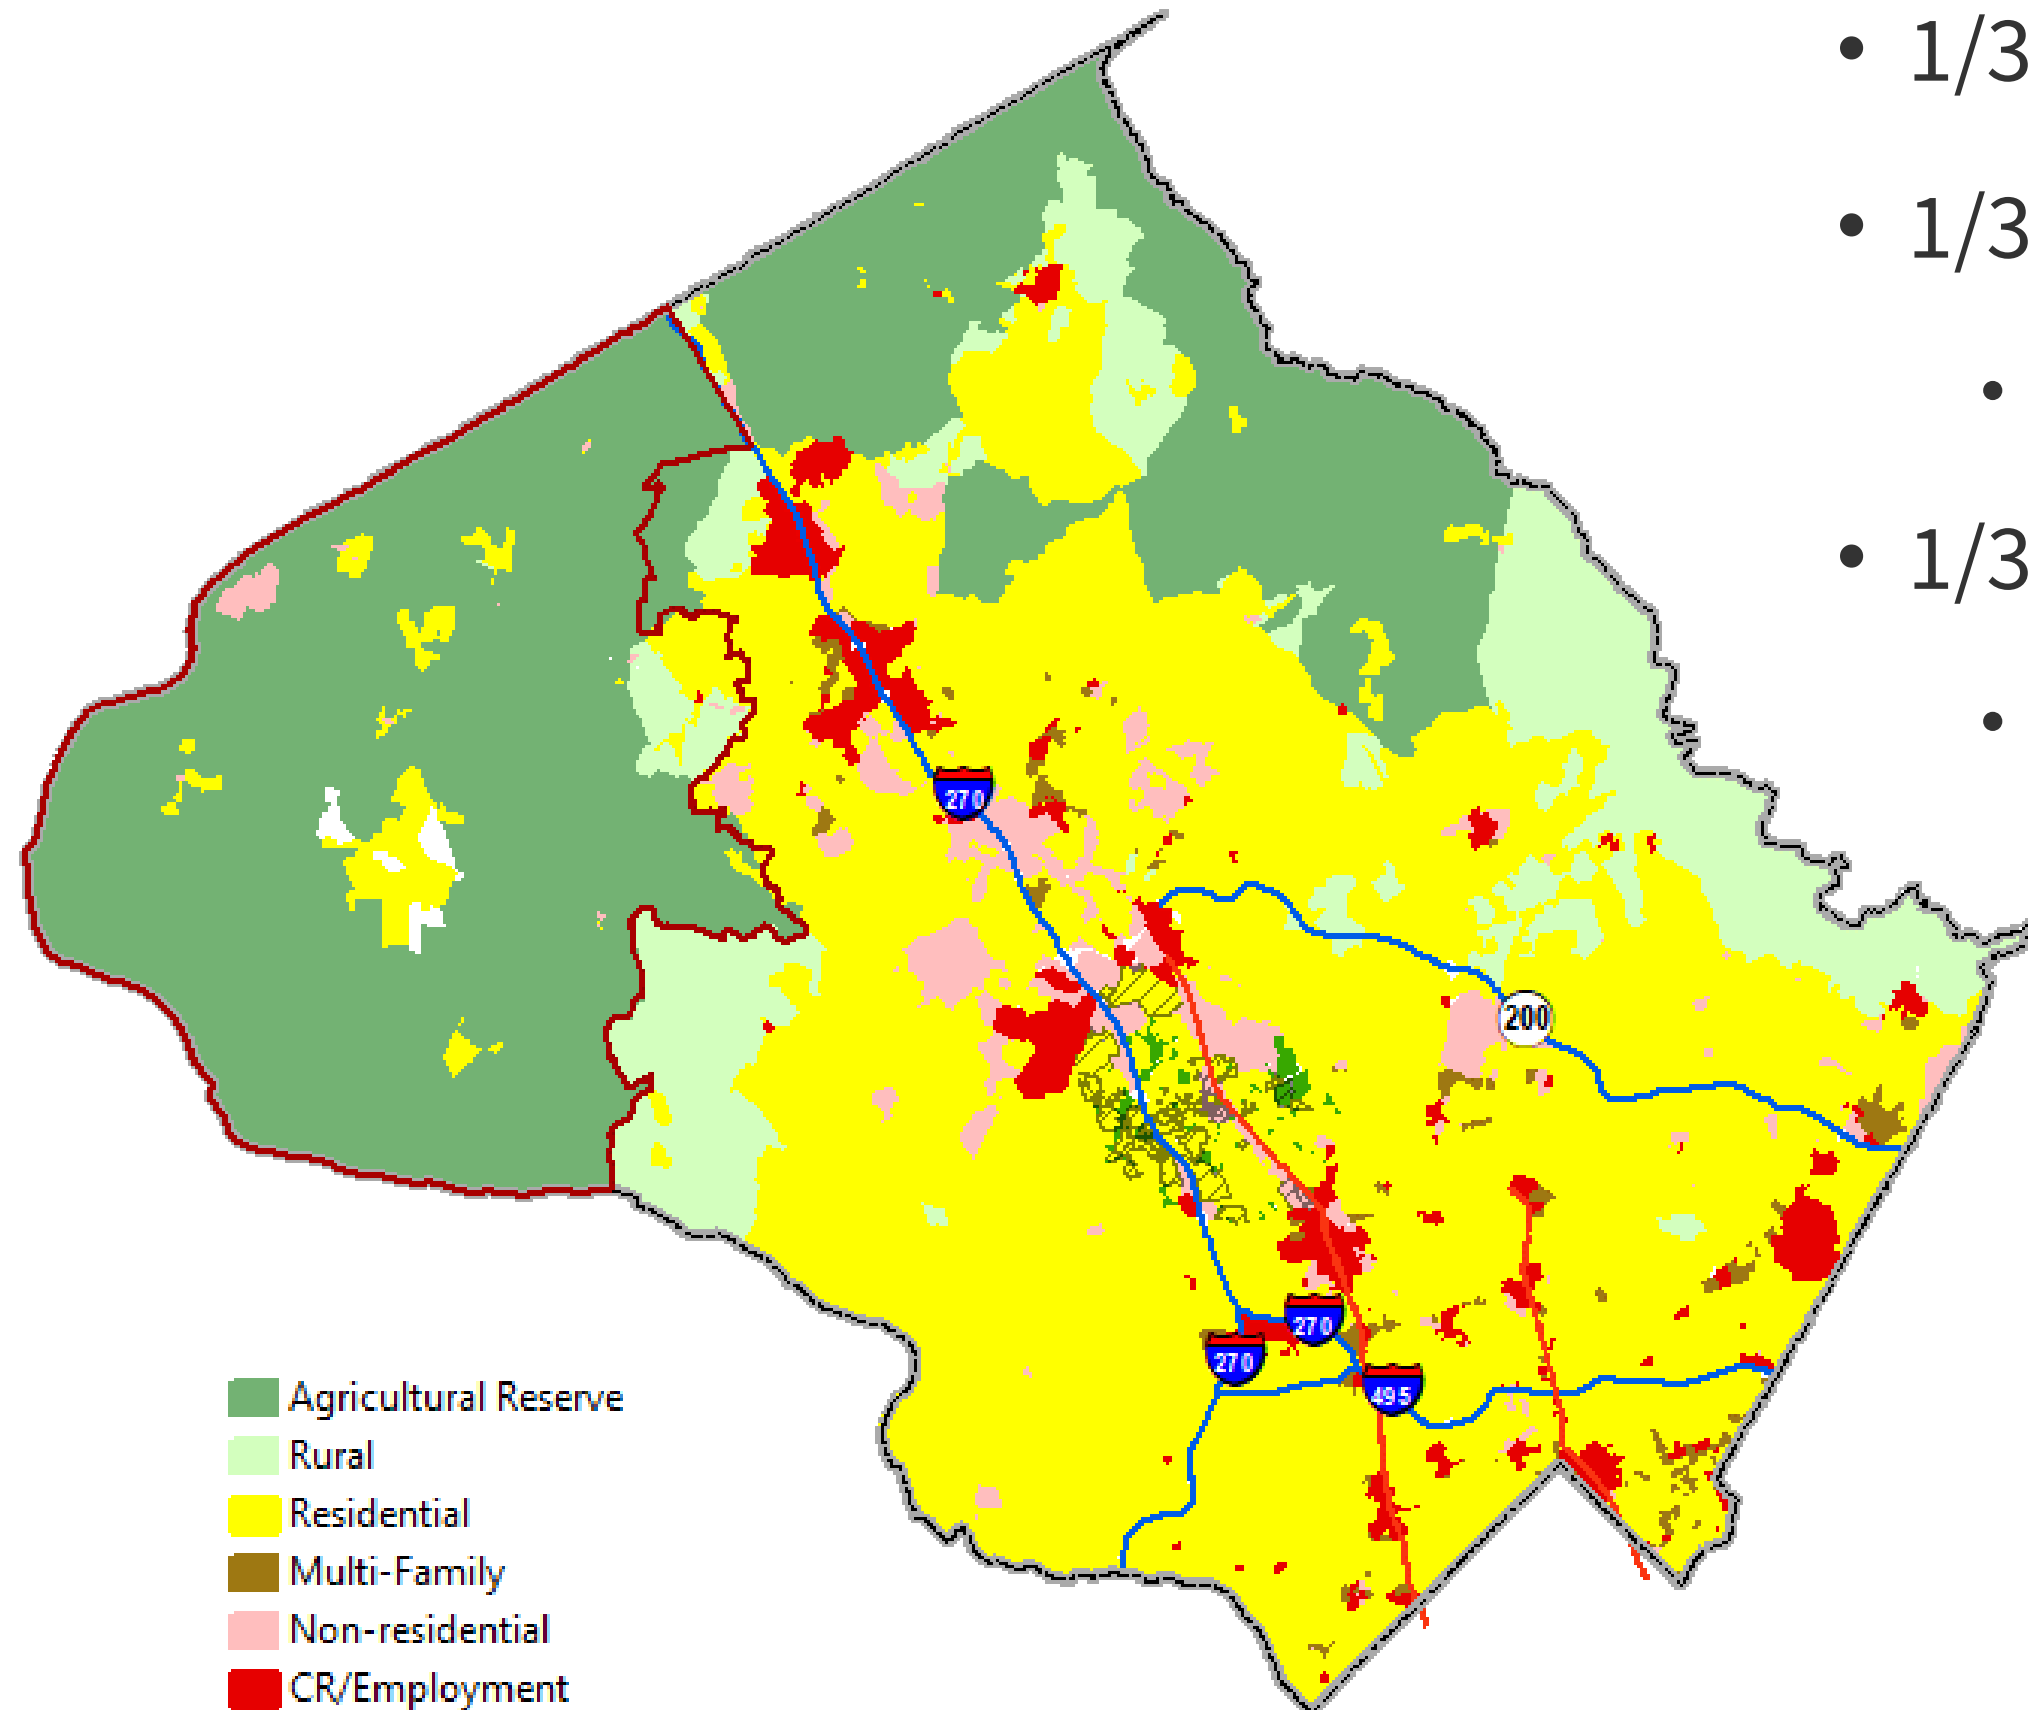 • 1/3
• 1/3
•
• 1/3
•
270
200
270
270
495
Agricultural Reserve
Rural
Residential
Multi-Family
Non-residential
CR/Employment